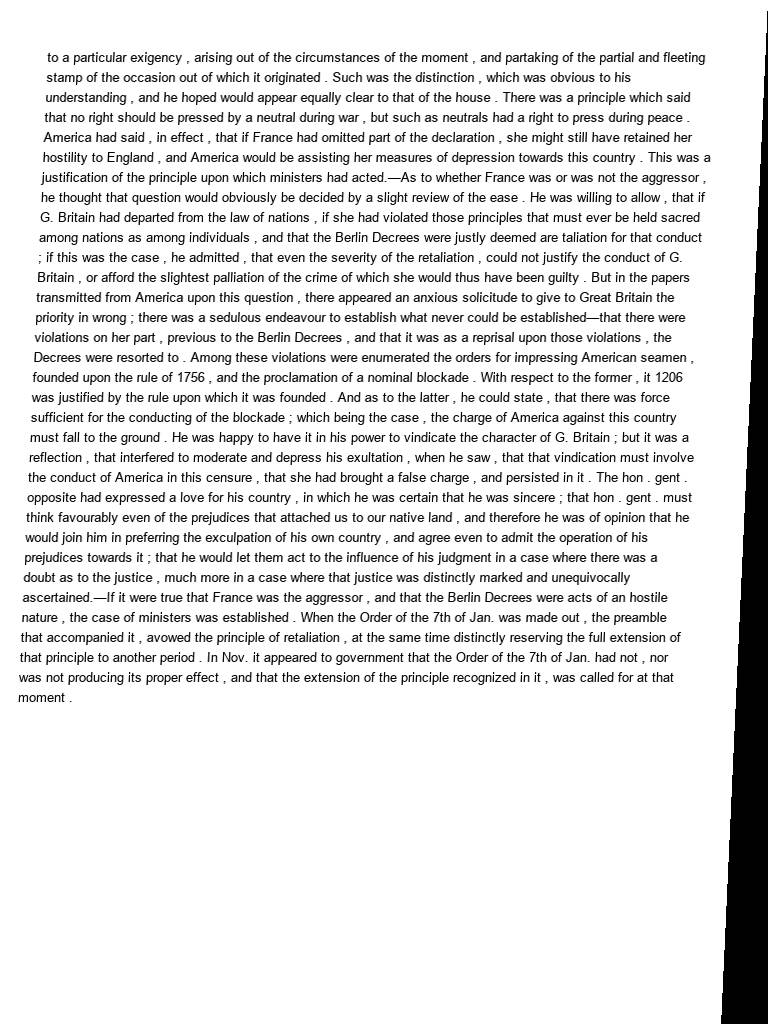 to a particular exigency , arising out of the circumstances of the moment , and partaking of the partial and fleeting
stamp of the occasion out of which it originated . Such was the distinction , which was obvious to his
understanding , and he hoped would appear equally clear to that of the house . There was a principle which said
that no right should be pressed by a neutral during war , but such as neutrals had a right to press during peace .
America had said , in effect , that if France had omitted part of the declaration , she might still have retained her
hostility to England , and America would be assisting her measures of depression towards this country . This was a
justification of the principle upon which ministers had acted.—As to whether France was or was not the aggressor ,
he thought that question would obviously be decided by a slight review of the ease . He was willing to allow , that if
G. Britain had departed from the law of nations , if she had violated those principles that must ever be held sacred
among nations as among individuals , and that the Berlin Decrees were justly deemed are taliation for that conduct
; if this was the case , he admitted , that even the severity of the retaliation , could not justify the conduct of G.
Britain , or afford the slightest palliation of the crime of which she would thus have been guilty . But in the papers
transmitted from America upon this question , there appeared an anxious solicitude to give to Great Britain the
priority in wrong ; there was a sedulous endeavour to establish what never could be established—that there were
violations on her part , previous to the Berlin Decrees , and that it was as a reprisal upon those violations , the
Decrees were resorted to . Among these violations were enumerated the orders for impressing American seamen ,
founded upon the rule of 1756 , and the proclamation of a nominal blockade . With respect to the former , it 1206
was justified by the rule upon which it was founded . And as to the latter , he could state , that there was force
sufficient for the conducting of the blockade ; which being the case , the charge of America against this country
must fall to the ground . He was happy to have it in his power to vindicate the character of G. Britain ; but it was a
reflection , that interfered to moderate and depress his exultation , when he saw , that that vindication must involve
the conduct of America in this censure , that she had brought a false charge , and persisted in it . The hon . gent .
opposite had expressed a love for his country , in which he was certain that he was sincere ; that hon . gent . must
think favourably even of the prejudices that attached us to our native land , and therefore he was of opinion that he
would join him in preferring the exculpation of his own country , and agree even to admit the operation of his
prejudices towards it ; that he would let them act to the influence of his judgment in a case where there was a
doubt as to the justice , much more in a case where that justice was distinctly marked and unequivocally
ascertained.—If it were true that France was the aggressor , and that the Berlin Decrees were acts of an hostile
nature , the case of ministers was established . When the Order of the 7th of Jan. was made out , the preamble
that accompanied it , avowed the principle of retaliation , at the same time distinctly reserving the full extension of
that principle to another period . In Nov. it appeared to government that the Order of the 7th of Jan. had not , nor
was not producing its proper effect , and that the extension of the principle recognized in it , was called for at that
moment .